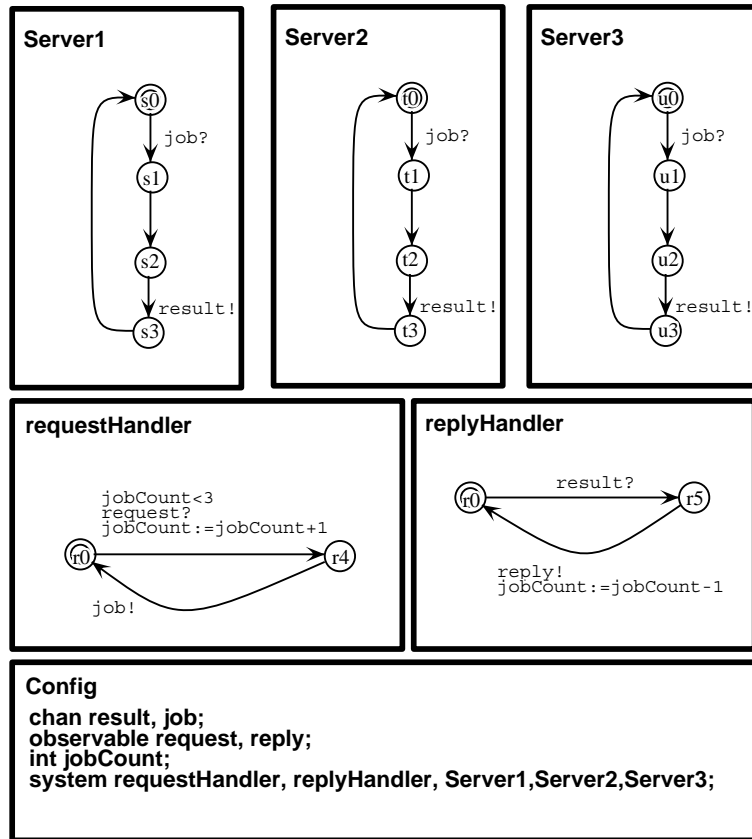 Server1
s0
job?
s1
s2
result!
s3
Server2
t0
job?
t1
t2
result!
t3
Server3
u0
job?
u1
u2
result!
u3
requestHandler
jobCount<3
request?
jobCount:=jobCount+1
r0
r4
job!
replyHandler
result?
r0
r5
reply!
jobCount:=jobCount-1
Config
chan result, job;
observable request, reply;
int jobCount;
system requestHandler, replyHandler, Server1,Server2,Server3;